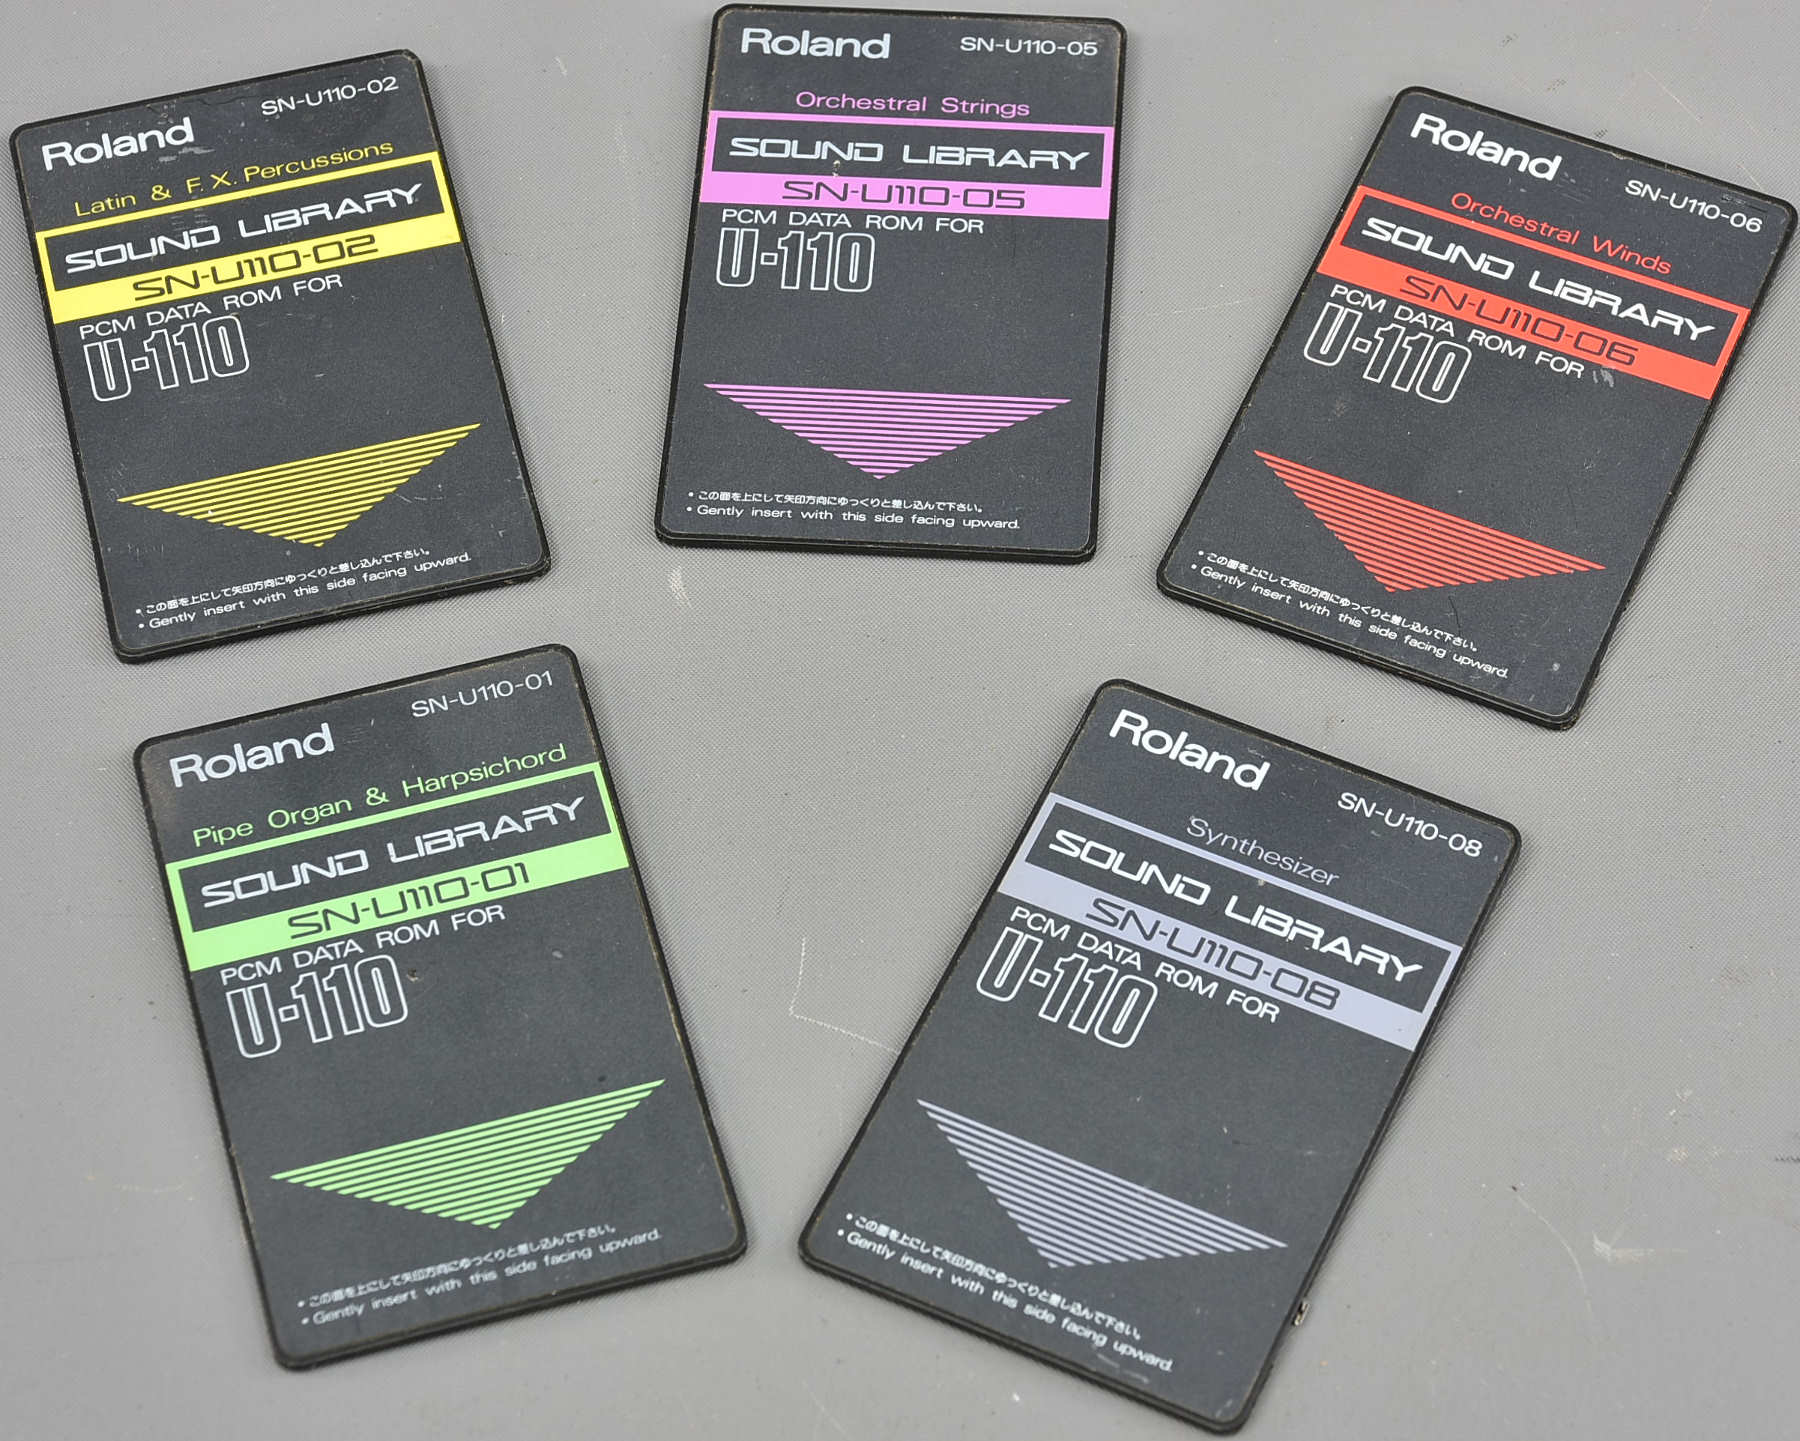 Roland SN-U110-02
Latin & F. X. Percussions
SOUND LIBRARY
SN-U110-02
PCM DATA ROM FOR
U-110
• この面を上にして矢印方向にゆっくりと差し込んで下さい。
• Gently insert with this side facing upward.
Roland SN-U110-05
Orchestral Strings
SOUND LIBRARY
SN-U110-05
PCM DATA ROM FOR
U-110
• この面を上にして矢印方向にゆっくりと差し込んで下さい。
• Gently insert with this side facing upward.
Roland SN-U110-06
Orchestral Winds
SOUND LIBRARY
SN-U110-06
PCM DATA ROM FOR
U-110
• この面を上にして矢印方向にゆっくりと差し込んで下さい。
• Gently insert with this side facing upward.
Roland SN-U110-01
Pipe Organ & Harpsichord
SOUND LIBRARY
SN-U110-01
PCM DATA ROM FOR
U-110
• この面を上にして矢印方向にゆっくりと差し込んで下さい。
• Gently insert with this side facing upward.
Roland SN-U110-08
Synthesizer
SOUND LIBRARY
SN-U110-08
PCM DATA ROM FOR
U-110
• この面を上にして矢印方向にゆっくりと差し込んで下さい。
• Gently insert with this side facing upward.